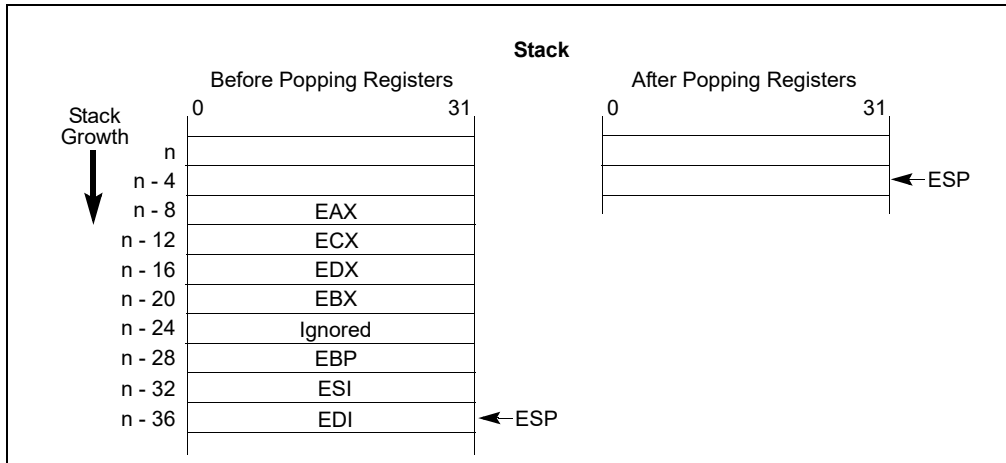 Stack
Before Popping Registers After Popping Registers
0 31 0 31
Stack
Growth
n
n - 4 ESP
n - 8 EAX
n - 12 ECX
n - 16 EDX
n - 20 EBX
n - 24 Ignored
n - 28 EBP
n - 32 ESI
n - 36 EDI ESP